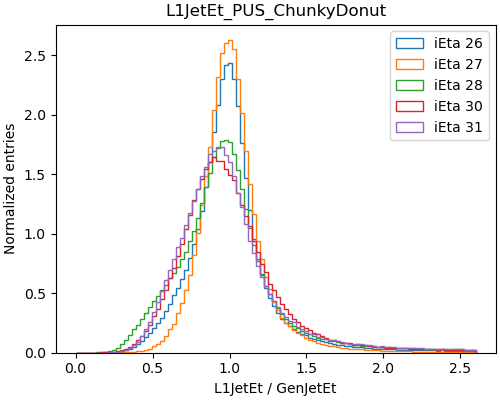 L1JetEt_PUS_ChunkyDonut
iEta 26
iEta 27
iEta 28
iEta 30
iEta 31
Normalized entries
2.5
2.0
1.5
1.0
0.5
0.0
0.0 0.5 1.0 1.5 2.0 2.5
L1JetEt / GenJetEt